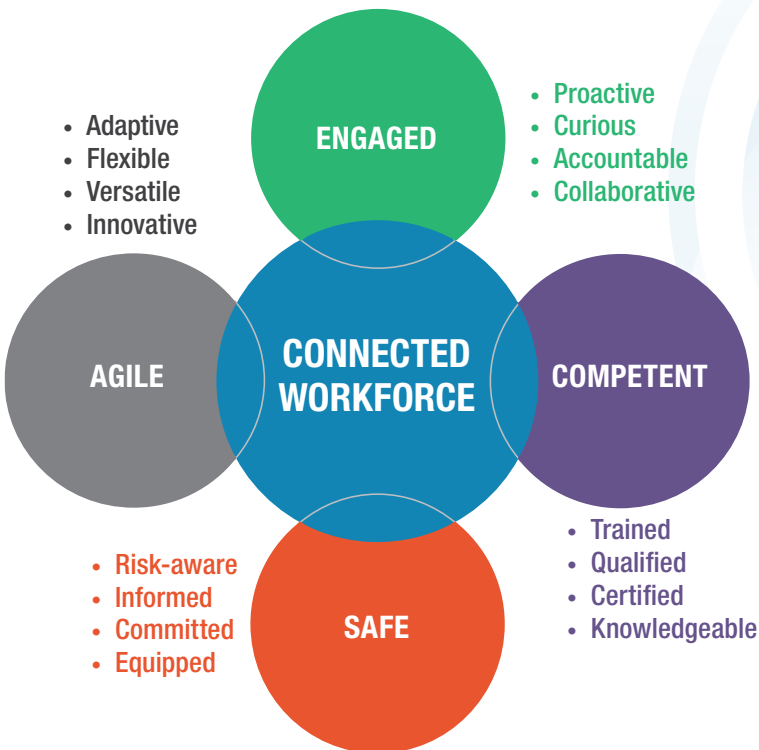 ENGAGED
• Proactive
• Curious
• Accountable
• Collaborative
• Adaptive
• Flexible
• Versatile
• Innovative
AGILE
CONNECTED
WORKFORCE
COMPETENT
• Trained
• Qualified
• Certified
• Knowledgeable
• Risk-aware
• Informed
• Committed
• Equipped
SAFE